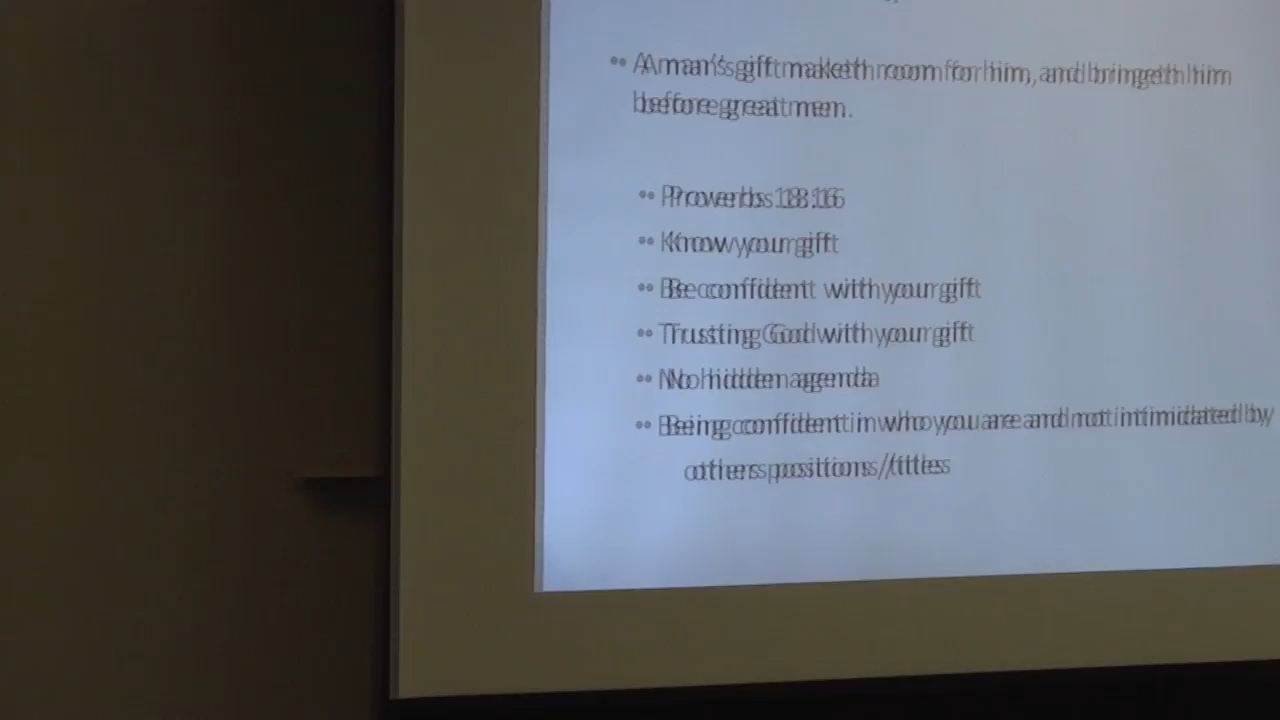 • A man's gift maketh room for him, and bringeth him
before great men.
• Proverbs 18:16
• Know your gift
• Be confident with your gift
• Trusting God with your gift
• No hidden agenda
• Being confident in who you are and not intimidated by
others positions/titles